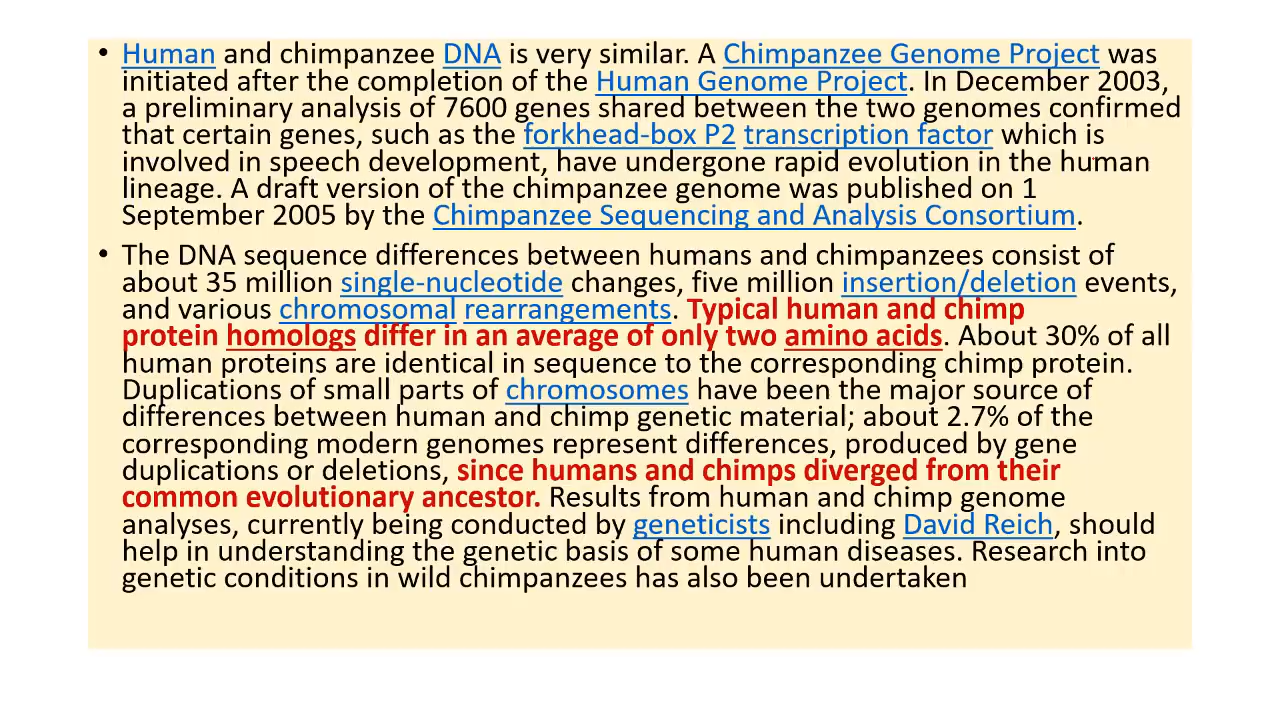 • Human and chimpanzee DNA is very similar. A Chimpanzee Genome Project was
initiated after the completion of the Human Genome Project. In December 2003,
a preliminary analysis of 7600 genes shared between the two genomes confirmed
that certain genes, such as the forkhead-box P2 transcription factor which is
involved in speech development, have undergone rapid evolution in the human
lineage. A draft version of the chimpanzee genome was published on 1
September 2005 by the Chimpanzee Sequencing and Analysis Consortium.
• The DNA sequence differences between humans and chimpanzees consist of
about 35 million single-nucleotide changes, five million insertion/deletion events,
and various chromosomal rearrangements. Typical human and chimp
protein homologs differ in an average of only two amino acids. About 30% of all
human proteins are identical in sequence to the corresponding chimp protein.
Duplications of small parts of chromosomes have been the major source of
differences between human and chimp genetic material; about 2.7% of the
corresponding modern genomes represent differences, produced by gene
duplications or deletions, since humans and chimps diverged from their
common evolutionary ancestor. Results from human and chimp genome
analyses, currently being conducted by geneticists including David Reich, should
help in understanding the genetic basis of some human diseases. Research into
genetic conditions in wild chimpanzees has also been undertaken